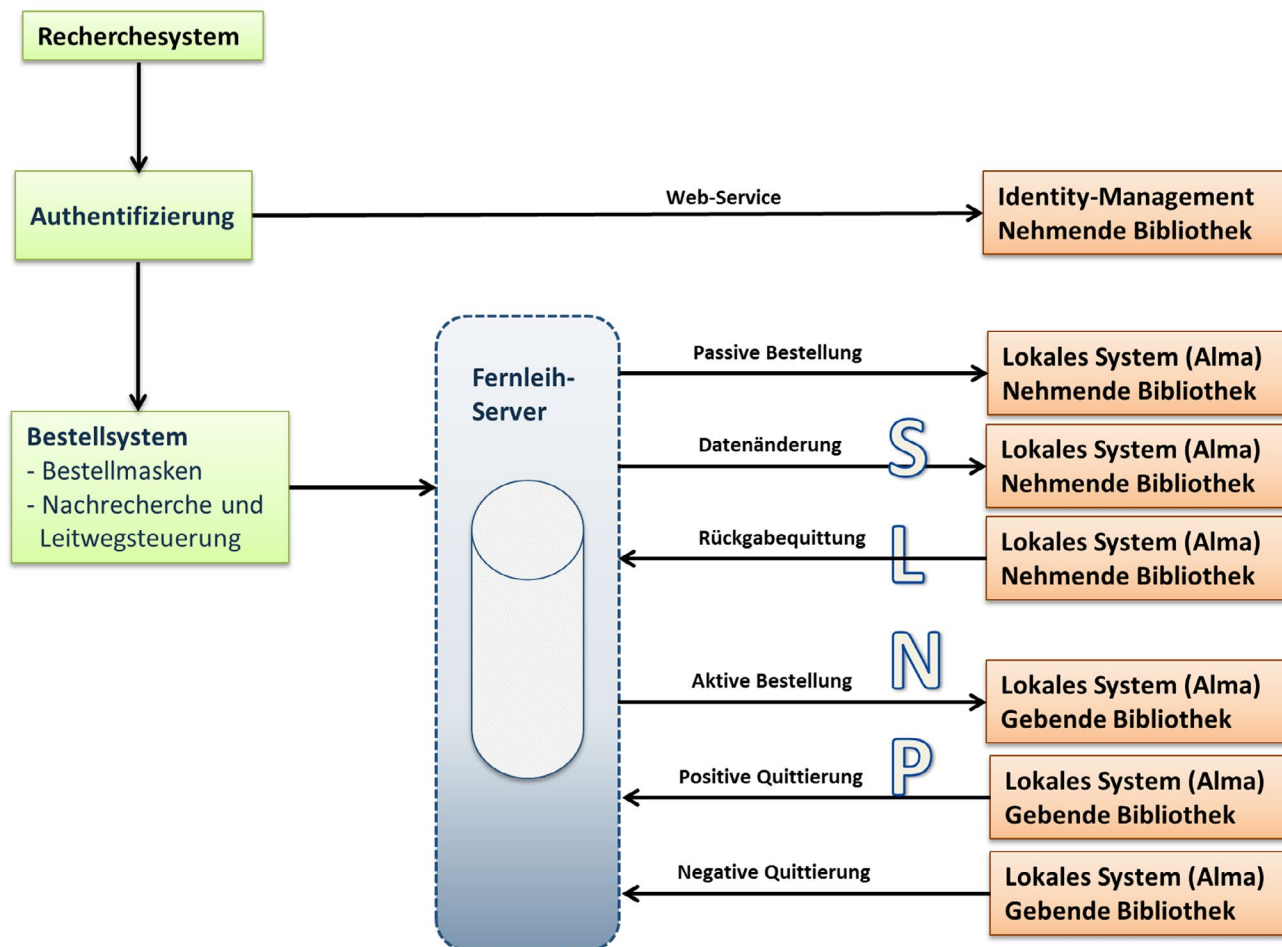 Recherchesystem
Authentifizierung
Web-Service
Identity-Management
Nehmende Bibliothek
Bestellsystem
- Bestellmasken
- Nachrecherche und
Leitwegsteuerung
Fernleih-
Server
Passive Bestellung
Lokales System (Alma)
Nehmende Bibliothek
Datenänderung
Lokales System (Alma)
Nehmende Bibliothek
Rückgabequittung
Lokales System (Alma)
Nehmende Bibliothek
Aktive Bestellung
Lokales System (Alma)
Gebende Bibliothek
Positive Quittierung
Lokales System (Alma)
Gebende Bibliothek
Negative Quittierung
Lokales System (Alma)
Gebende Bibliothek
S
L
N
P